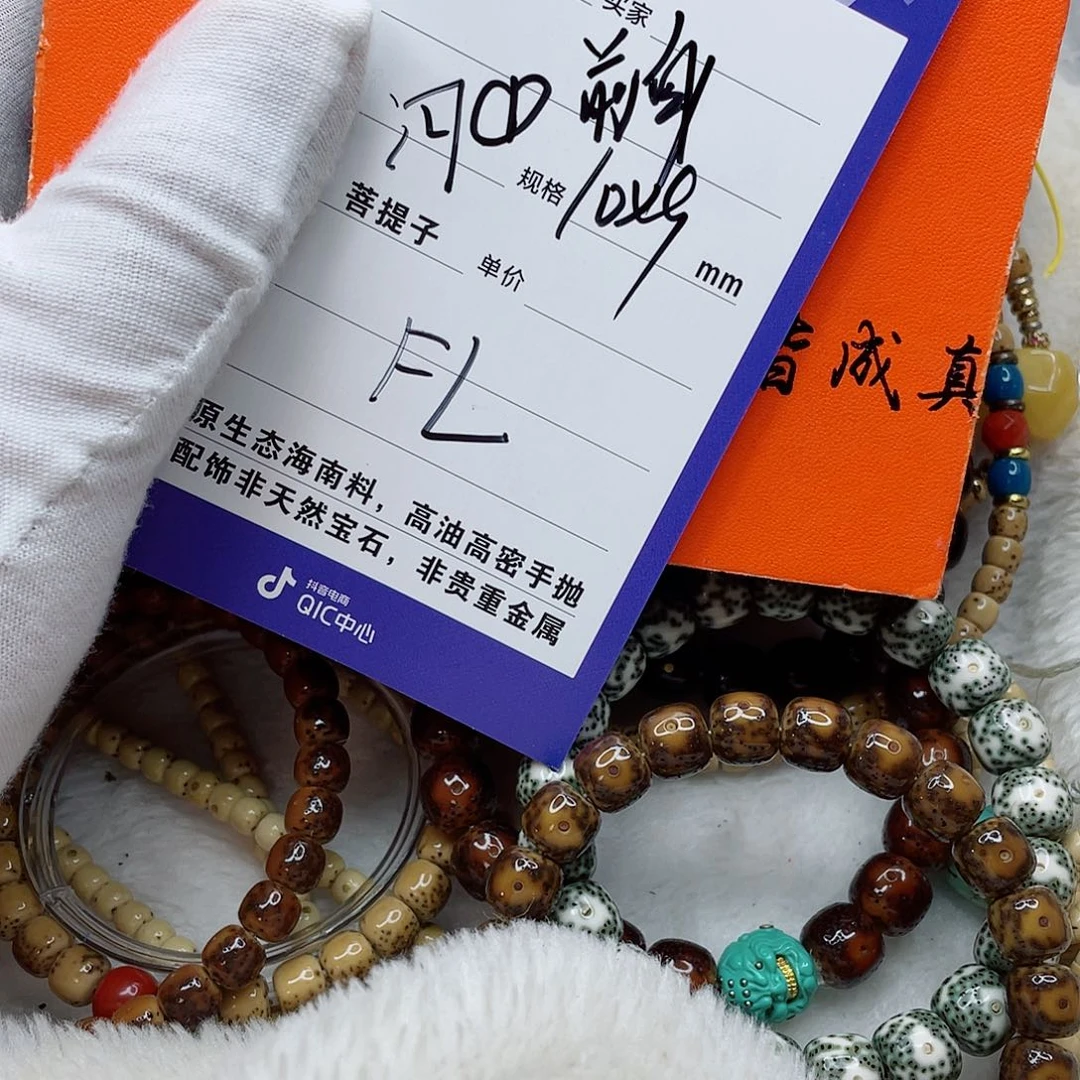 买家
规格 10x9 mm
菩提子
单价
FL
原生态海南料，高油高密手抛
配饰非天然宝石，非贵重金属
抖音电商
QIC中心
皆成真